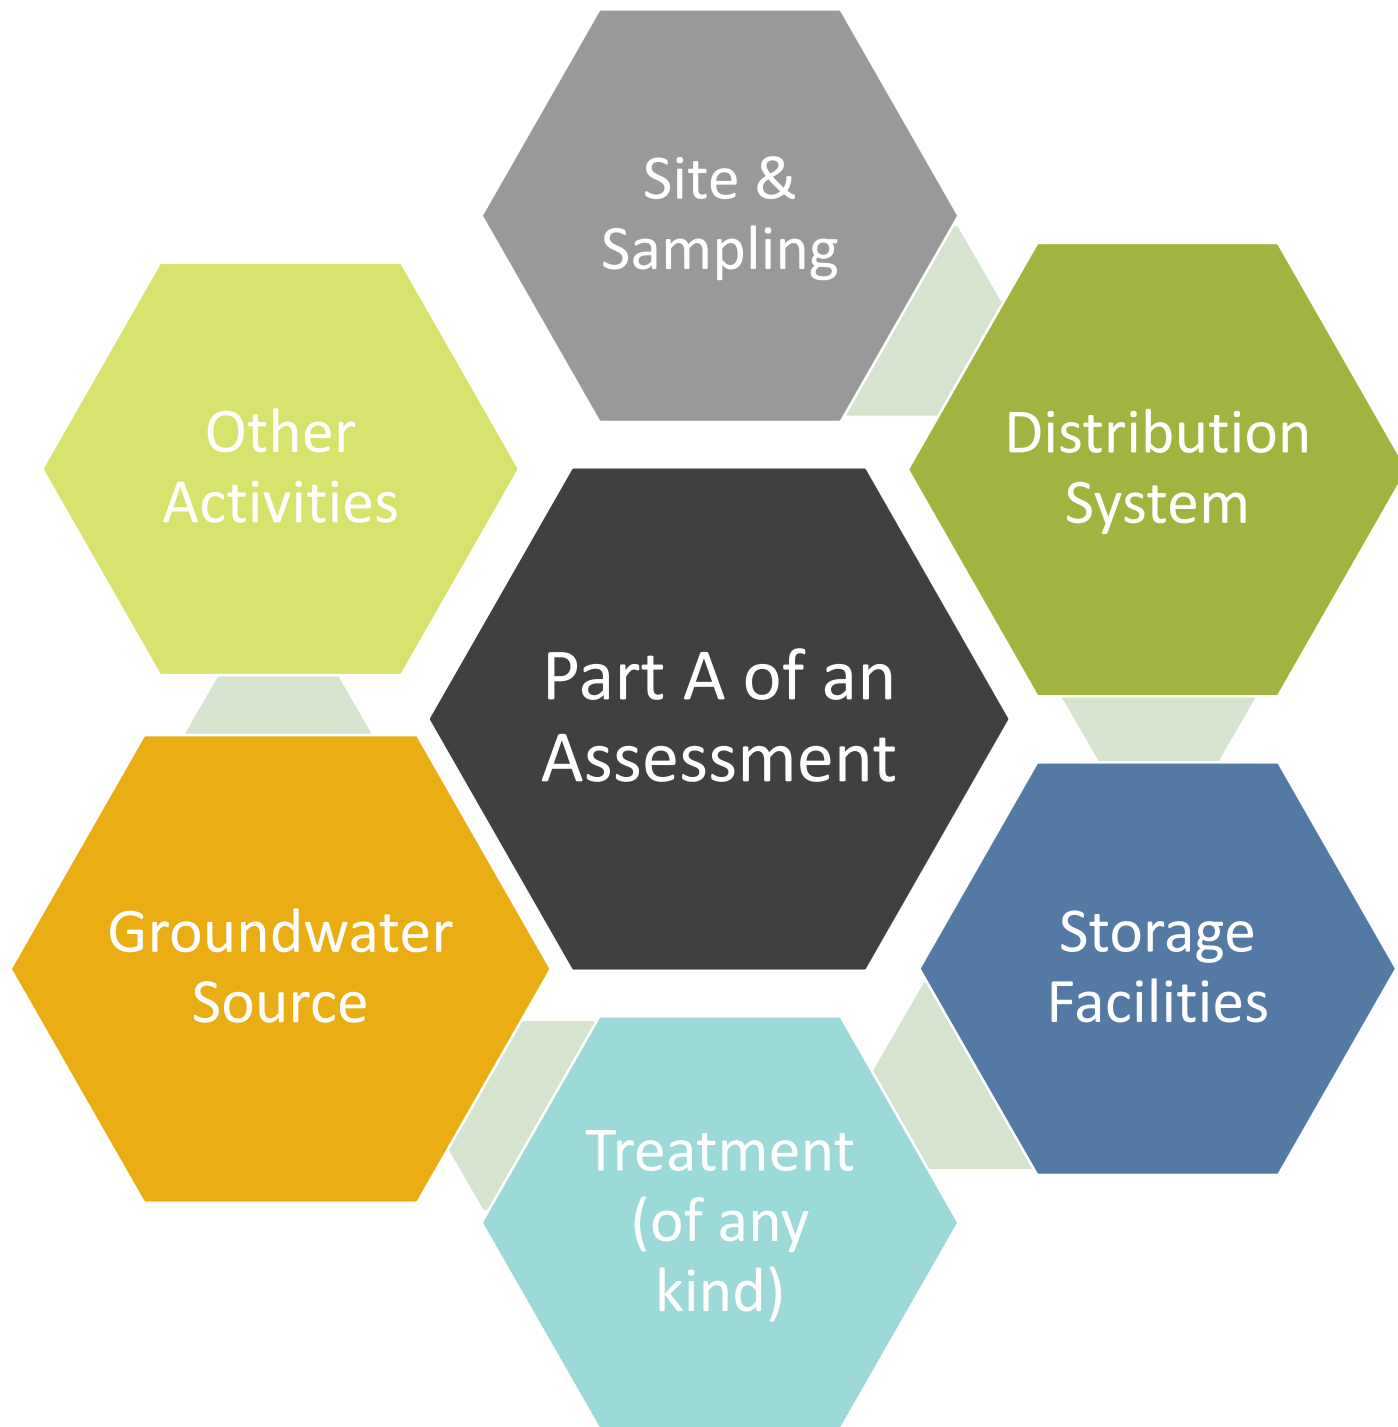 Site &
Sampling
Distribution
System
Storage
Facilities
Treatment
(of any
kind)
Groundwater
Source
Other
Activities
Part A of an
Assessment